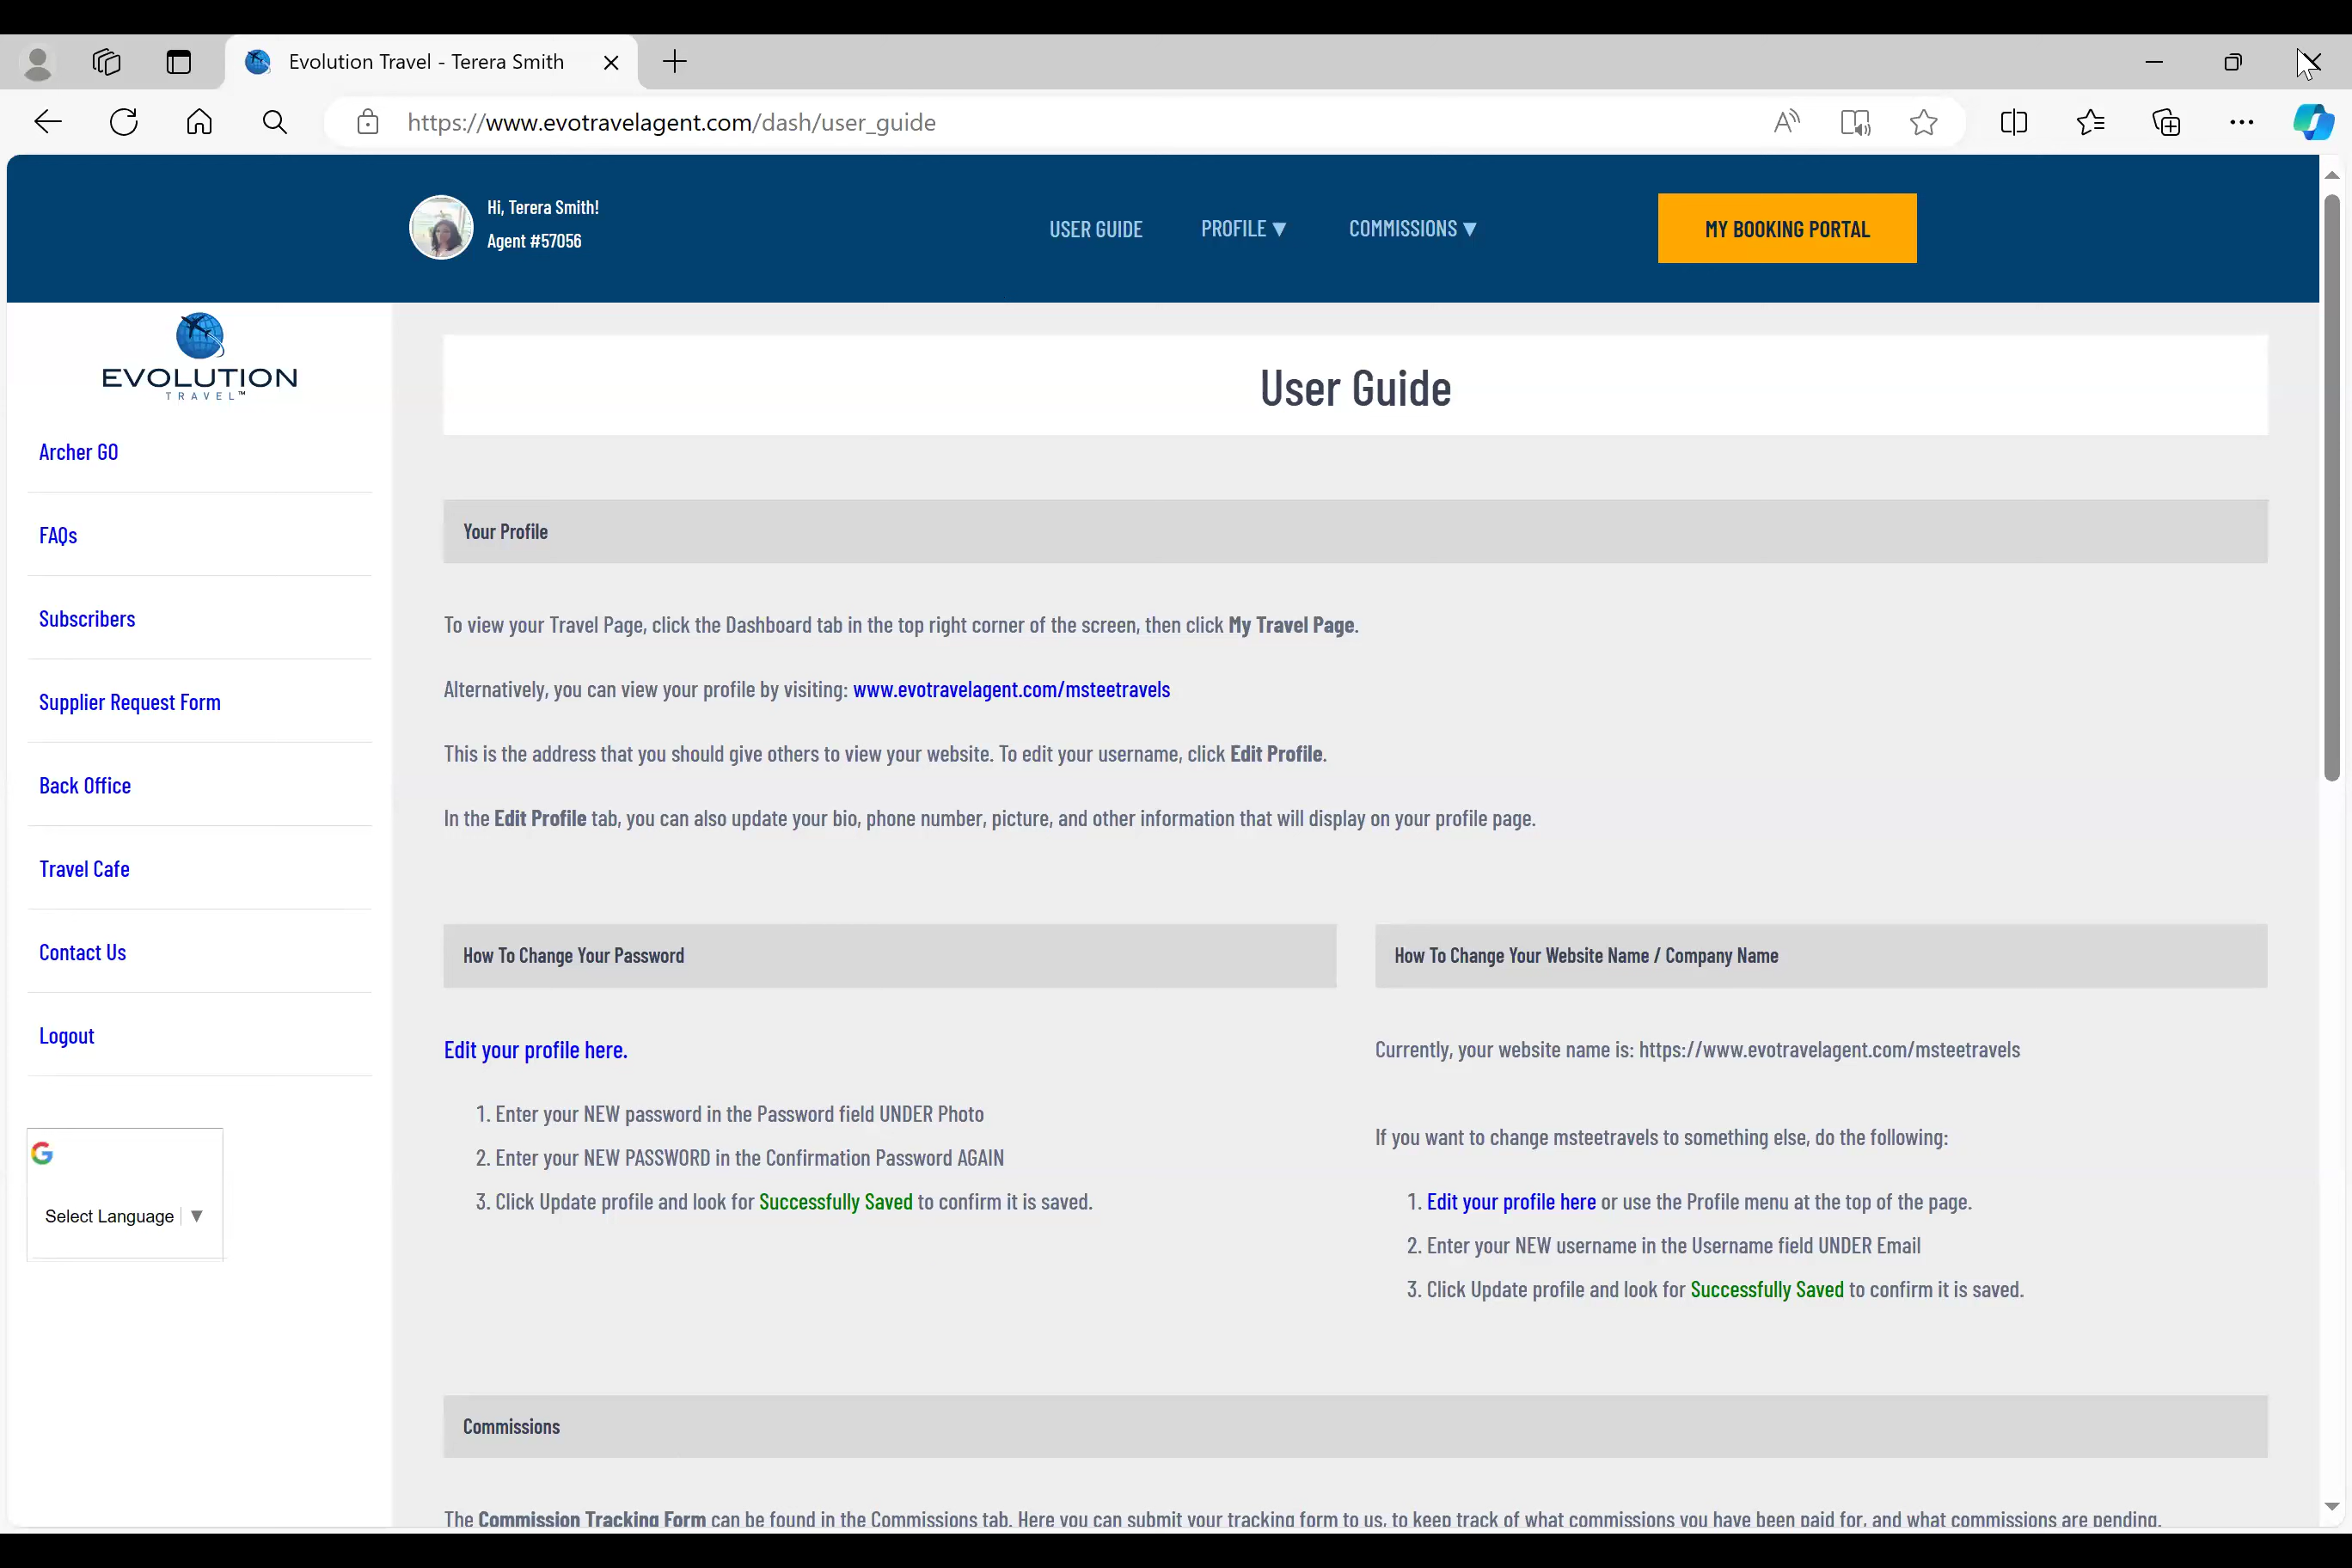 Evolution Travel - Terera Smith
https://www.evotravelagent.com/dash/user_guide
Hi, Terera Smith!
Agent #57056
USER GUIDE
PROFILE ▼
COMMISSIONS ▼
MY BOOKING PORTAL
EVOLUTION
TRAVEL™
Archer GO
FAQs
Subscribers
Supplier Request Form
Back Office
Travel Cafe
Contact Us
Logout
Select Language ▼
User Guide
Your Profile
To view your Travel Page, click the Dashboard tab in the top right corner of the screen, then click My Travel Page.
Alternatively, you can view your profile by visiting: www.evotravelagent.com/msteetravels
This is the address that you should give others to view your website. To edit your username, click Edit Profile.
In the Edit Profile tab, you can also update your bio, phone number, picture, and other information that will display on your profile page.
How To Change Your Password
Edit your profile here.
1. Enter your NEW password in the Password field UNDER Photo
2. Enter your NEW PASSWORD in the Confirmation Password AGAIN
3. Click Update profile and look for Successfully Saved to confirm it is saved.
How To Change Your Website Name / Company Name
Currently, your website name is: https://www.evotravelagent.com/msteetravels
If you want to change msteetravels to something else, do the following:
1. Edit your profile here or use the Profile menu at the top of the page.
2. Enter your NEW username in the Username field UNDER Email
3. Click Update profile and look for Successfully Saved to confirm it is saved.
Commissions
The Commission Tracking Form can be found in the Commissions tab. Here you can submit your tracking form to us, to keep track of what commissions you have been paid for, and what commissions are pending.